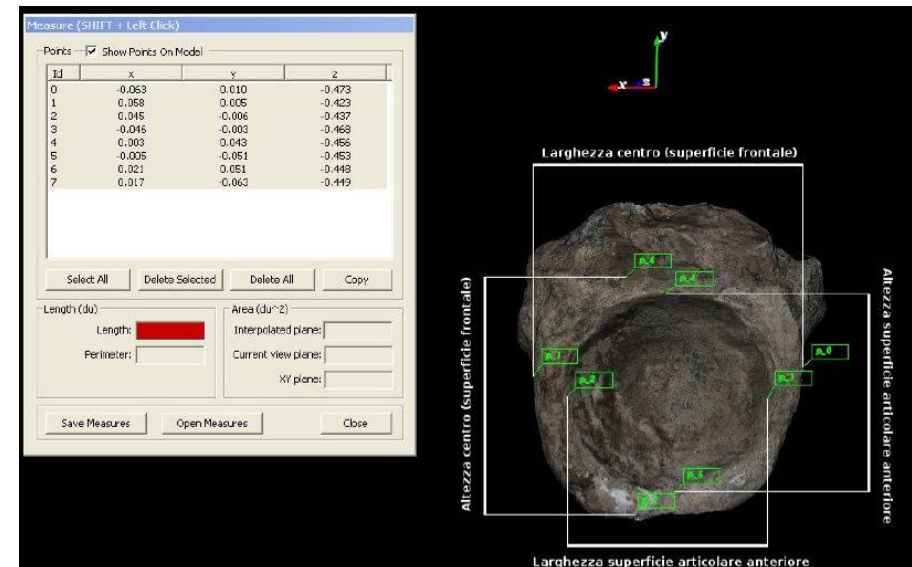 Measure (SHIFT + Left Click)
Points Show Points On Model
Id x y z
0 -0.063 0.010 -0.473
1 0.058 0.005 -0.423
2 0.045 -0.006 -0.437
3 -0.046 -0.003 -0.468
4 0.003 0.043 -0.456
5 -0.005 -0.051 -0.453
6 0.021 0.051 -0.448
7 0.017 -0.063 -0.449
Select All Delete Selected Delete All Copy
Length (du) Area (du^2)
Length: Interpolated plane:
Perimeter: Current view plane:
XY plane:
Save Measures Open Measures Close
y
x z
Larghezza centro (superficie frontale)
Altezza centro (superficie frontale)
Altezza superficie articolare anteriore
p_4
p_1
p_0
p_2
p_3
Larghezza superficie articolare anteriore